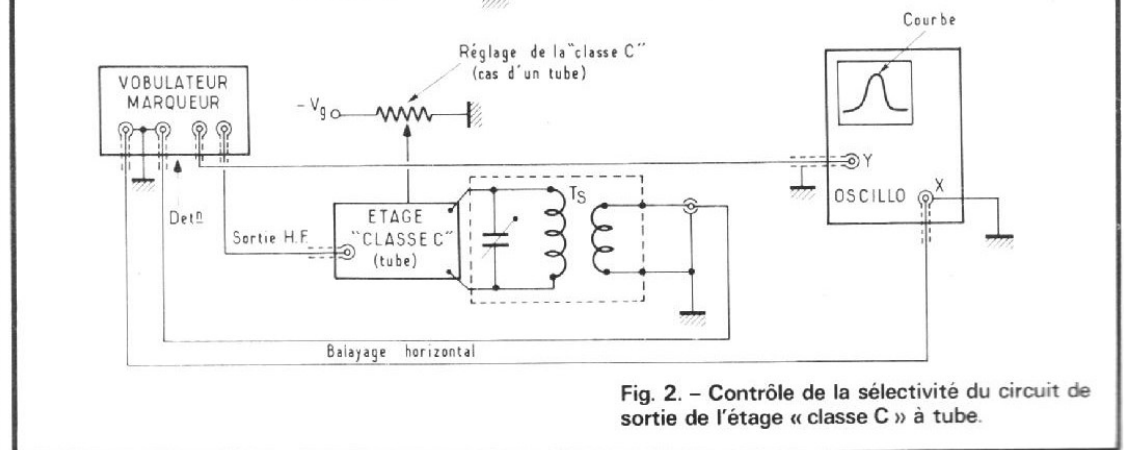 Courbe
Réglage de la "classe C"
(cas d'un tube)
VOBULATEUR
MARQUEUR
- Vg
Y
OSCILLO
X
Detn
Sortie H.F.
ETAGE
"CLASSE C"
(tube)
TS
Balayage horizontal
Fig. 2. – Contrôle de la sélectivité du circuit de
sortie de l'étage « classe C » à tube.